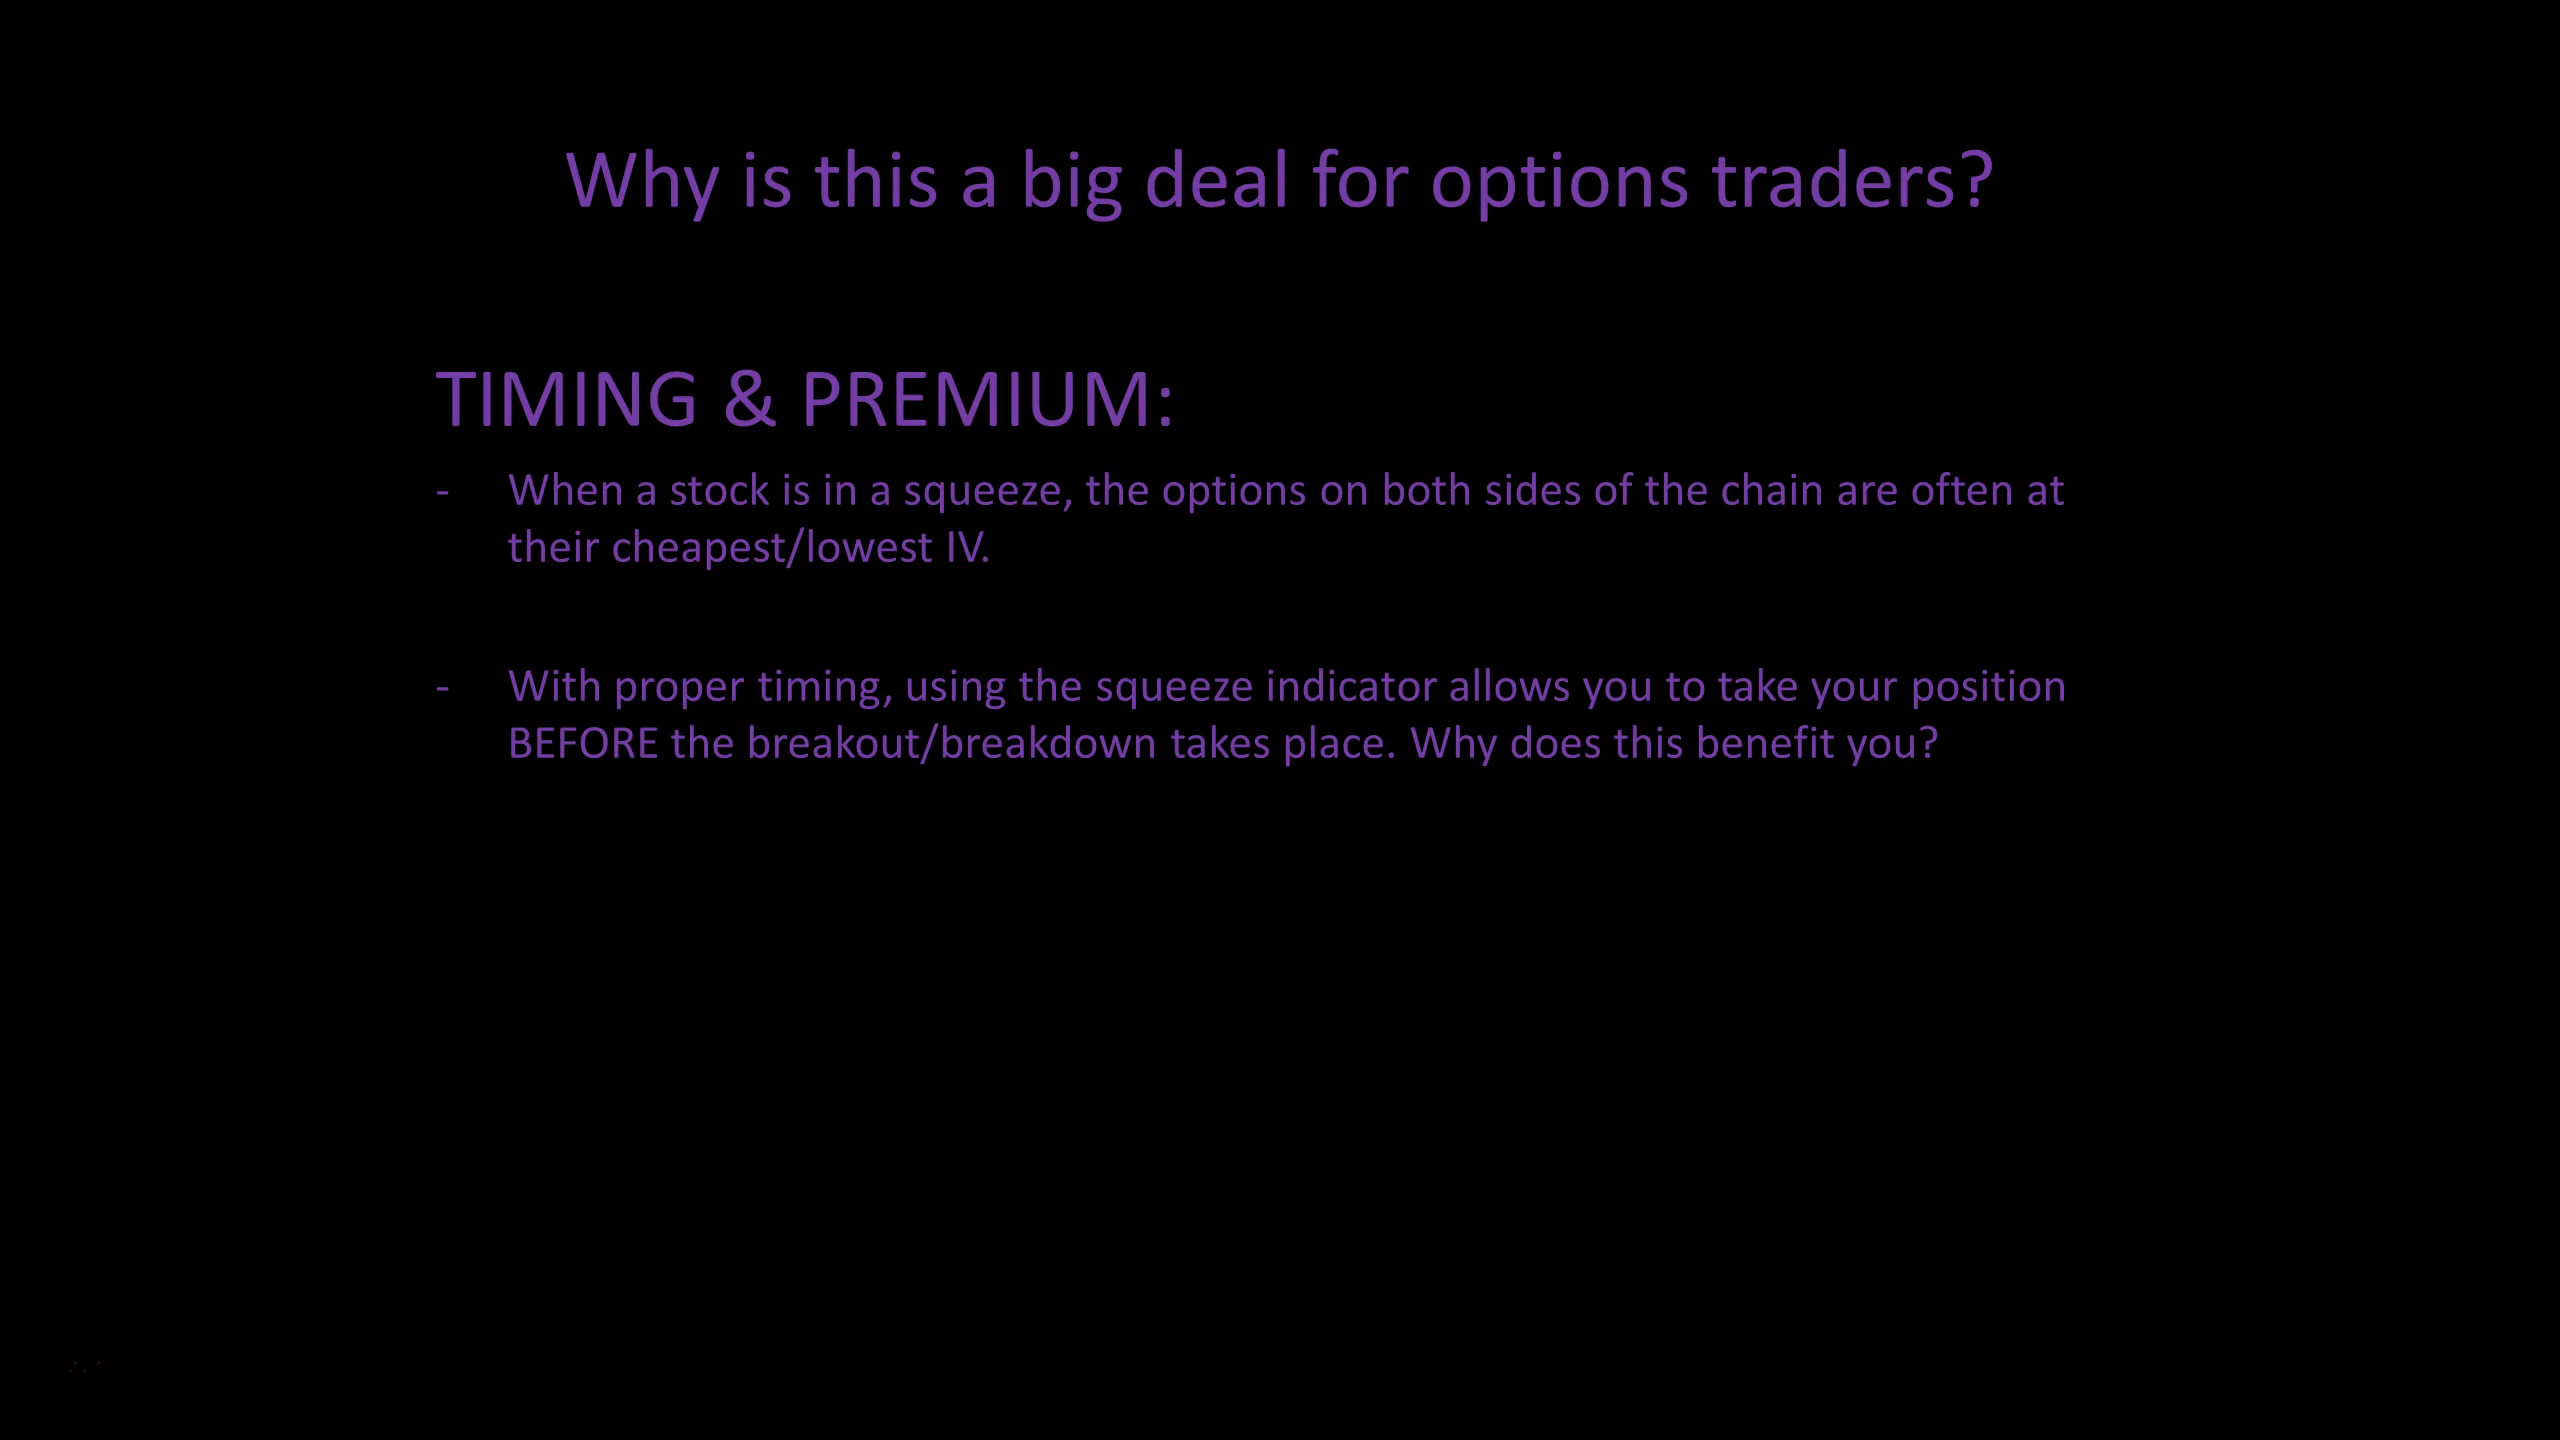 Why is this a big deal for options traders?
TIMING & PREMIUM:
- When a stock is in a squeeze, the options on both sides of the chain are often at
their cheapest/lowest IV.
- With proper timing, using the squeeze indicator allows you to take your position
BEFORE the breakout/breakdown takes place. Why does this benefit you?